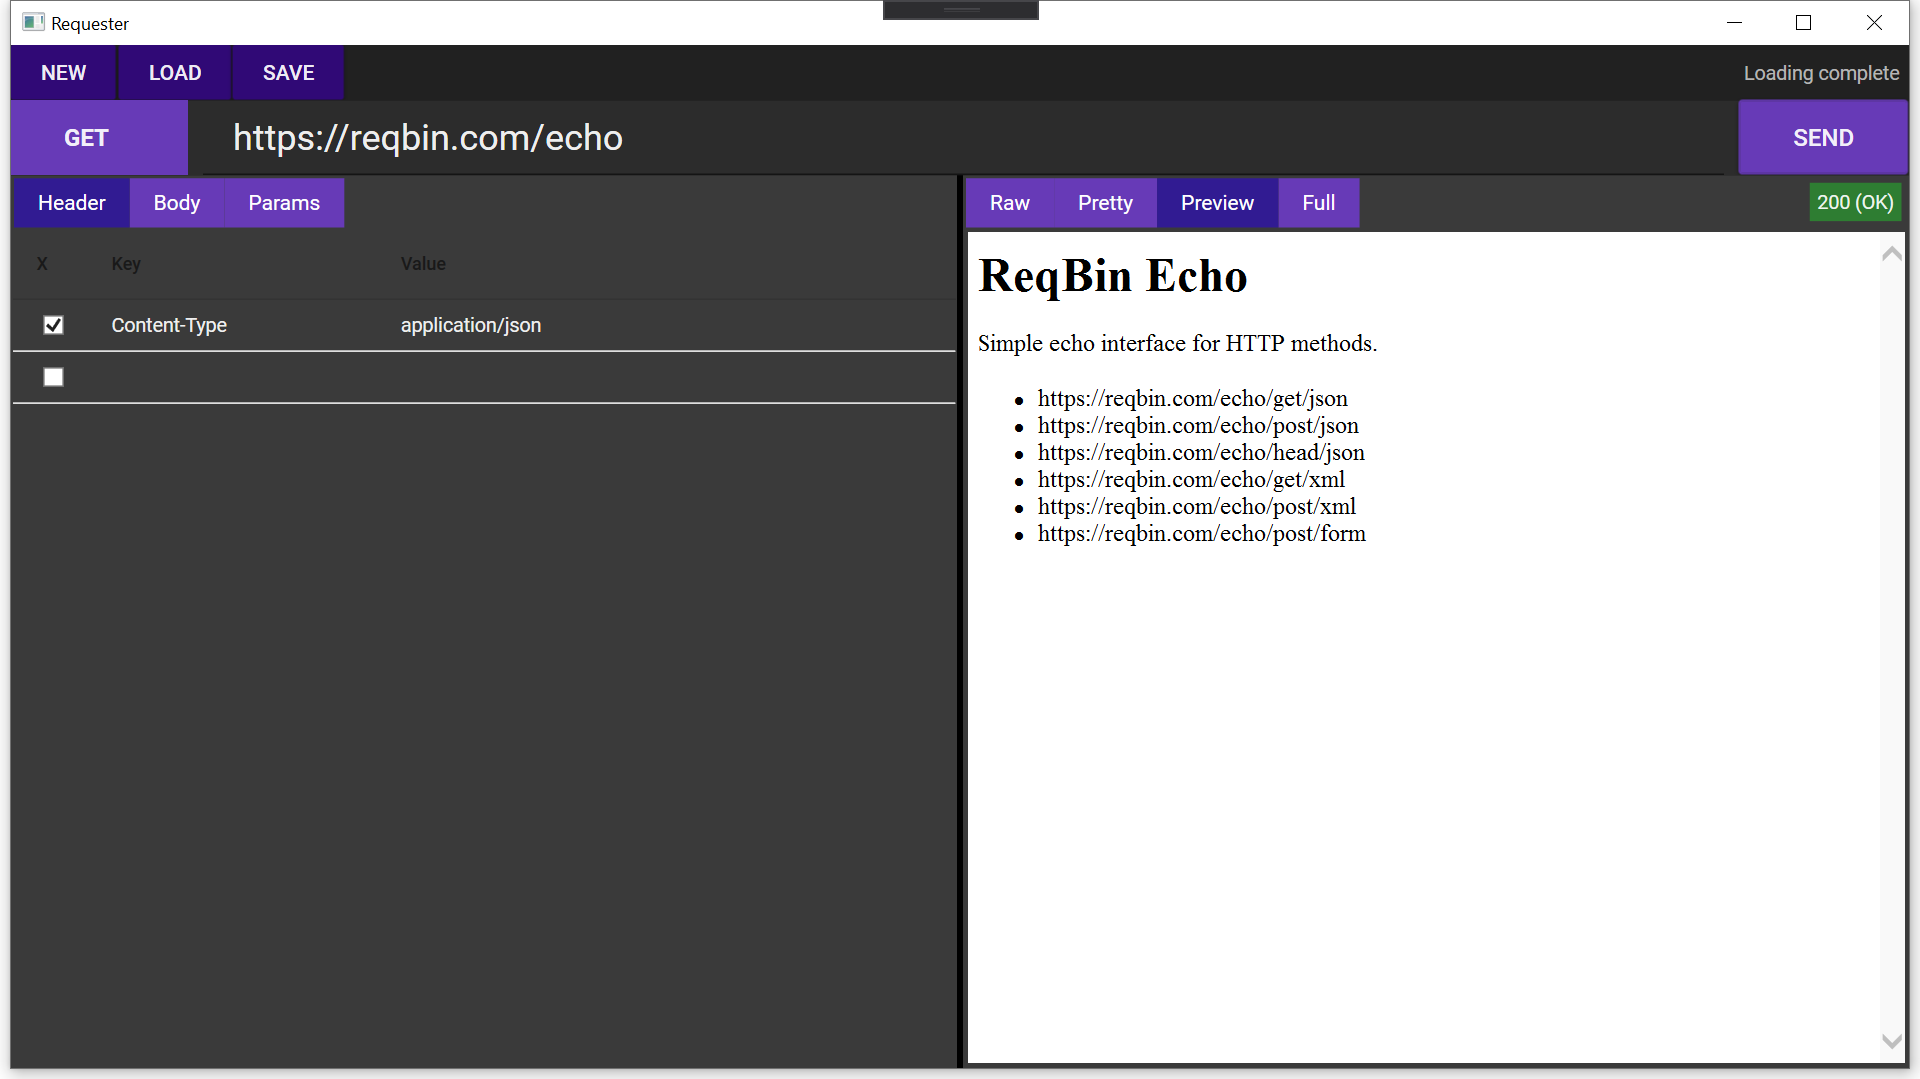 Requester
NEW LOAD SAVE Loading complete
GET https://reqbin.com/echo SEND
Header Body Params
X Key Value
Content-Type application/json
Raw Pretty Preview Full 200 (OK)
ReqBin Echo
Simple echo interface for HTTP methods.
https://reqbin.com/echo/get/json
https://reqbin.com/echo/post/json
https://reqbin.com/echo/head/json
https://reqbin.com/echo/get/xml
https://reqbin.com/echo/post/xml
https://reqbin.com/echo/post/form